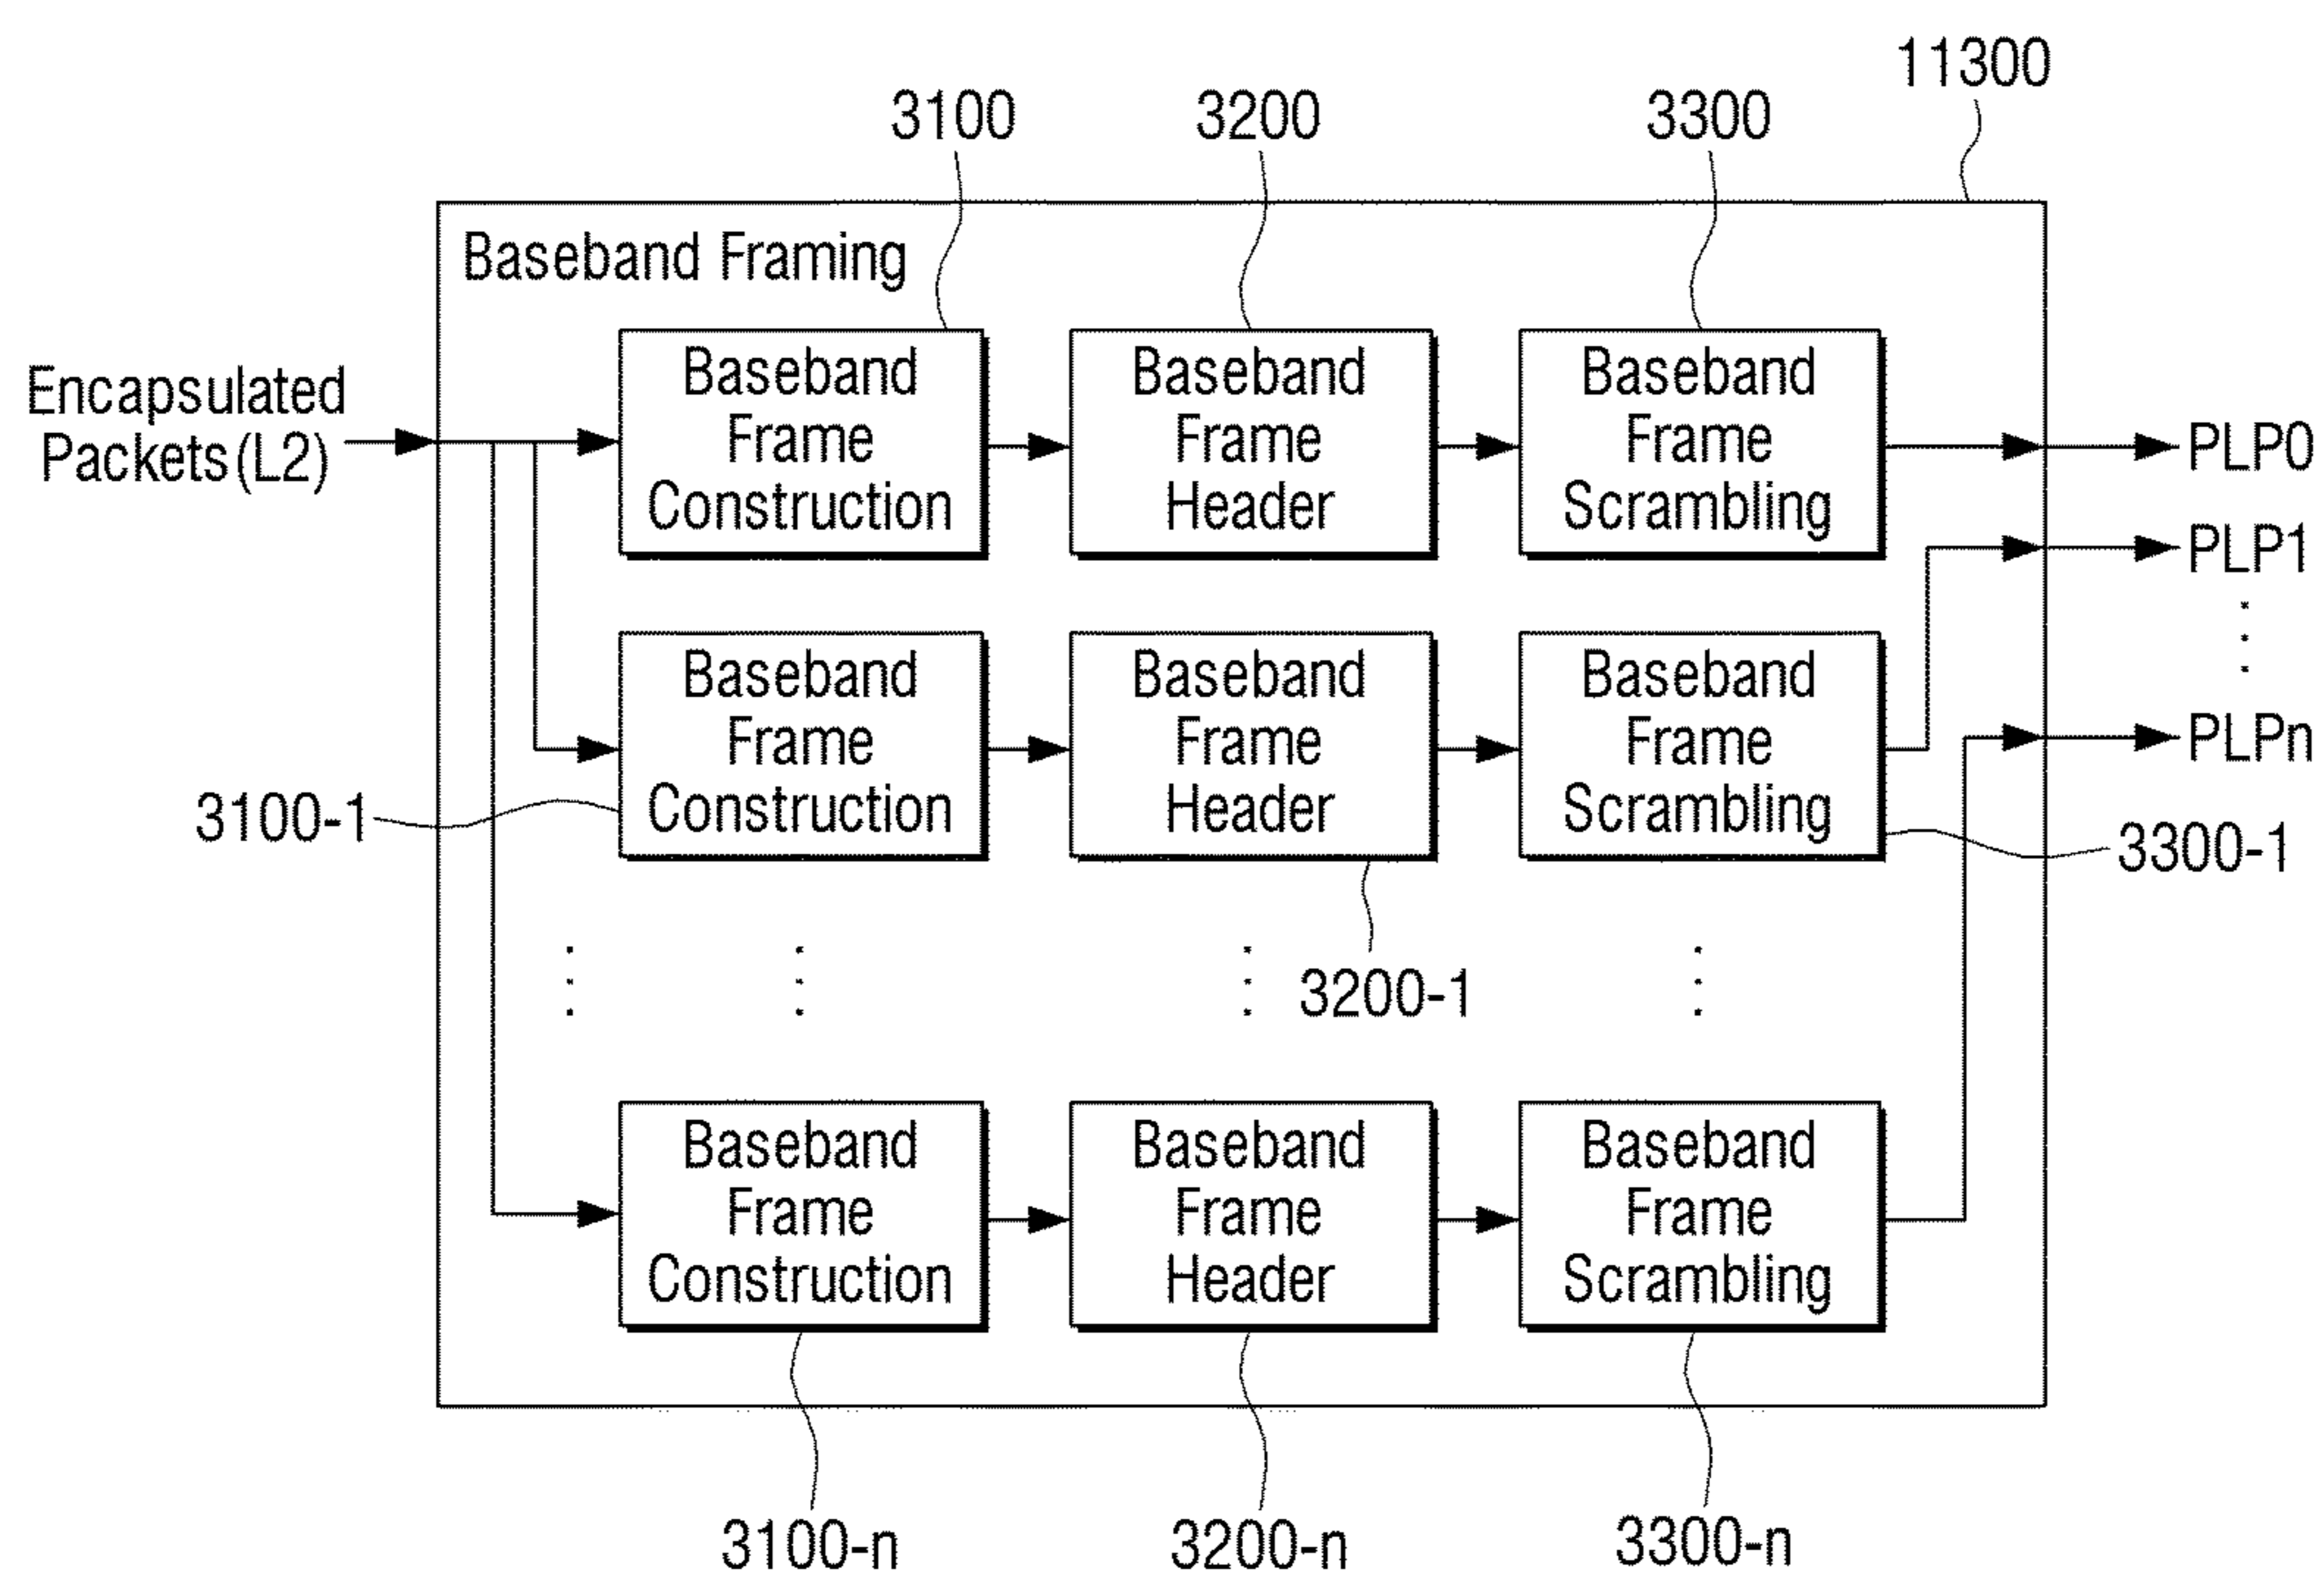 11300
3100
3200
3300
Baseband Framing
Encapsulated
Packets(L2)
Baseband
Frame
Construction
Baseband
Frame
Header
Baseband
Frame
Scrambling
PLP0
PLP1
PLPn
Baseband
Frame
Construction
Baseband
Frame
Header
Baseband
Frame
Scrambling
3100-1
3300-1
3200-1
Baseband
Frame
Construction
Baseband
Frame
Header
Baseband
Frame
Scrambling
3100-n
3200-n
3300-n